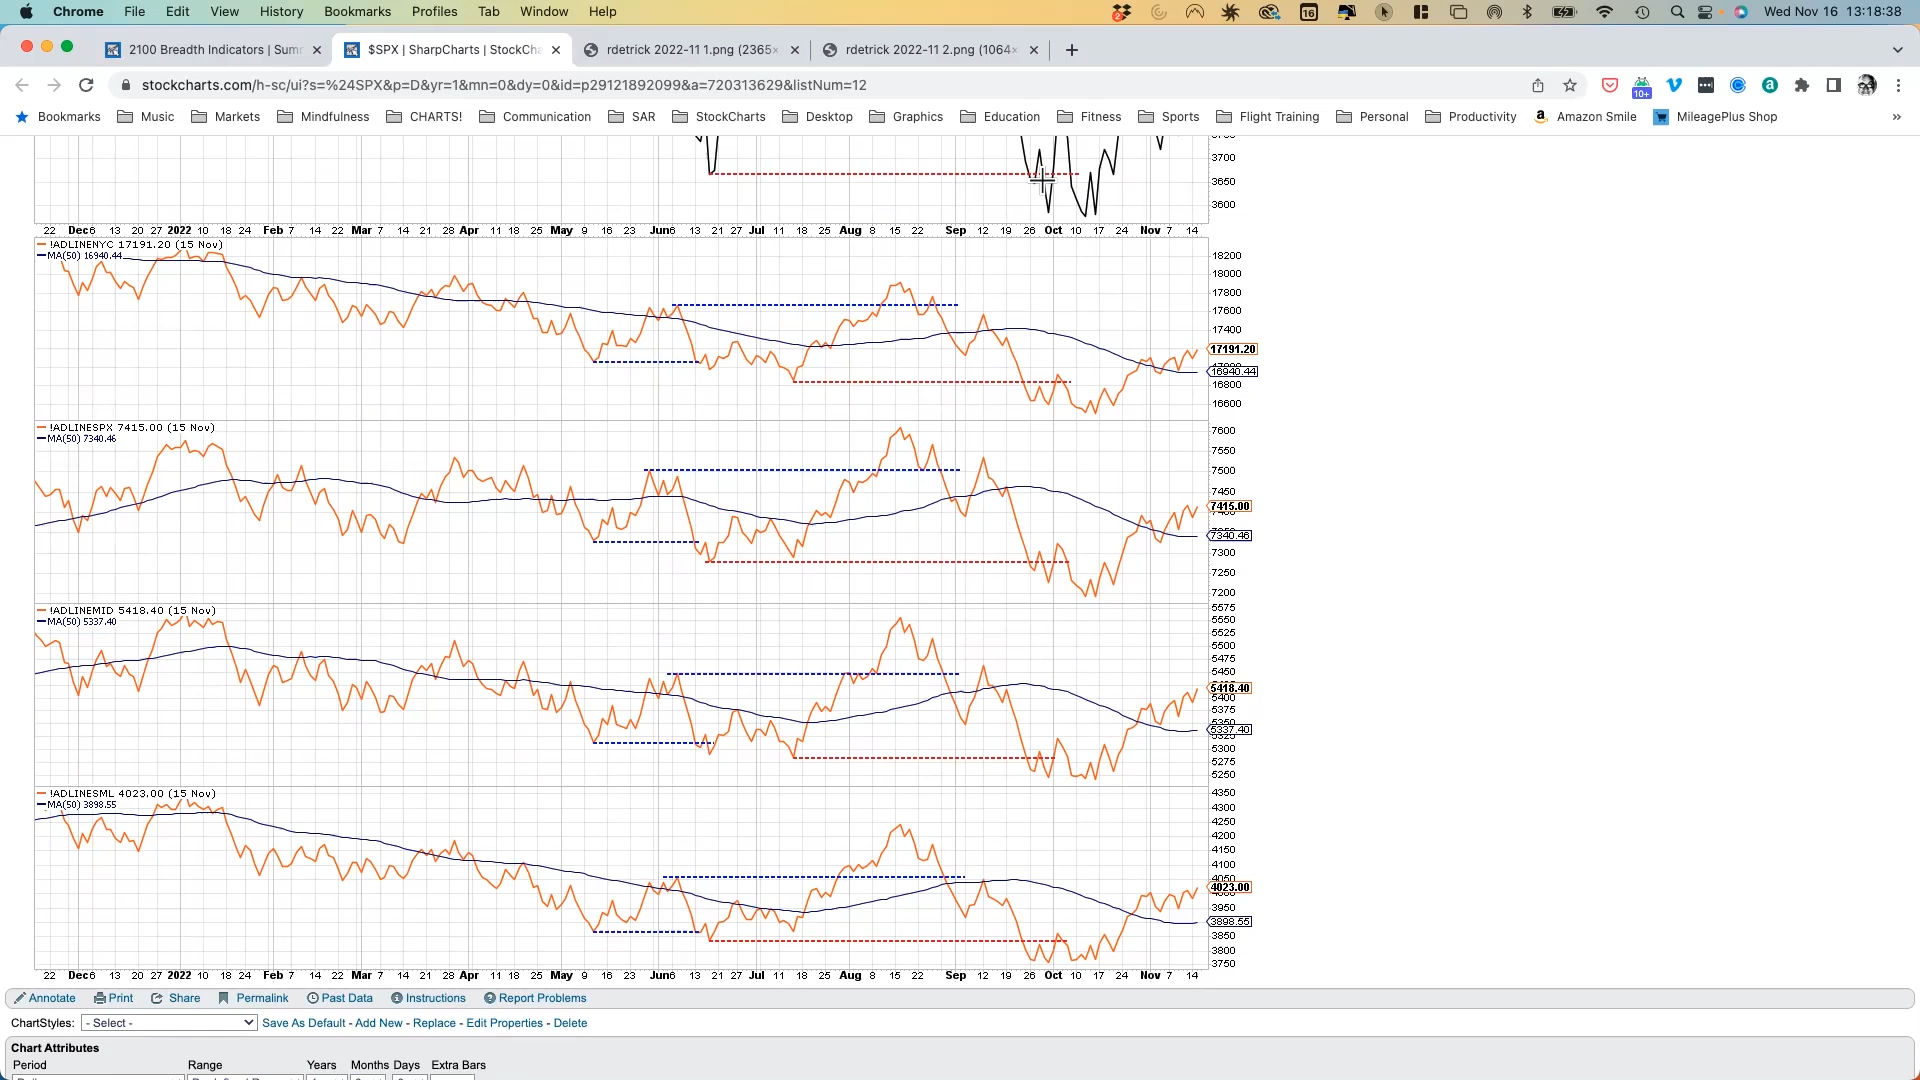 Chrome File Edit View History Bookmarks Profiles Tab Window Help 2 16 Wed Nov 16 13:18:38
2100 Breadth Indicators | Sum $SPX | SharpCharts | StockCha rdetrick 2022-11 1.png (2365× rdetrick 2022-11 2.png (1064×
stockcharts.com/h-sc/ui?s=%24SPX&p=D&yr=1&mn=0&dy=0&id=p29121892099&a=720313629&listNum=12 10+
Bookmarks Music Markets Mindfulness CHARTS! Communication SAR StockCharts Desktop Graphics Education Fitness Sports Flight Training Personal Productivity Amazon Smile MileagePlus Shop »
3700
3650
3600
22 Dec 6 13 20 27 2022 10 18 24 Feb 7 14 22 Mar 7 14 21 28 Apr 11 18 25 May 9 16 23 Jun 6 13 21 27 Jul 11 18 25 Aug 8 15 22 Sep 12 19 26 Oct 10 17 24 Nov 7 14
!ADLINENYC 17191.20 (15 Nov)
MA(50) 16940.44
18200
18000
17800
17600
17400
17191.20
16940.44
16800
16600
!ADLINESPX 7415.00 (15 Nov)
MA(50) 7340.46
7600
7550
7500
7450
7415.00
7340.46
7300
7250
7200
!ADLINEMID 5418.40 (15 Nov)
MA(50) 5337.40
5575
5550
5525
5500
5475
5450
5418.40
5400
5375
5350
5337.40
5300
5275
5250
!ADLINESML 4023.00 (15 Nov)
MA(50) 3898.55
4350
4300
4250
4200
4150
4100
4050
4023.00
3950
3898.55
3850
3800
3750
22 Dec 6 13 20 27 2022 10 18 24 Feb 7 14 22 Mar 7 14 21 28 Apr 11 18 25 May 9 16 23 Jun 6 13 21 27 Jul 11 18 25 Aug 8 15 22 Sep 12 19 26 Oct 10 17 24 Nov 7 14
Annotate Print Share Permalink Past Data Instructions Report Problems
ChartStyles: - Select - Save As Default - Add New - Replace - Edit Properties - Delete
Chart Attributes
Period Range Years Months Days Extra Bars